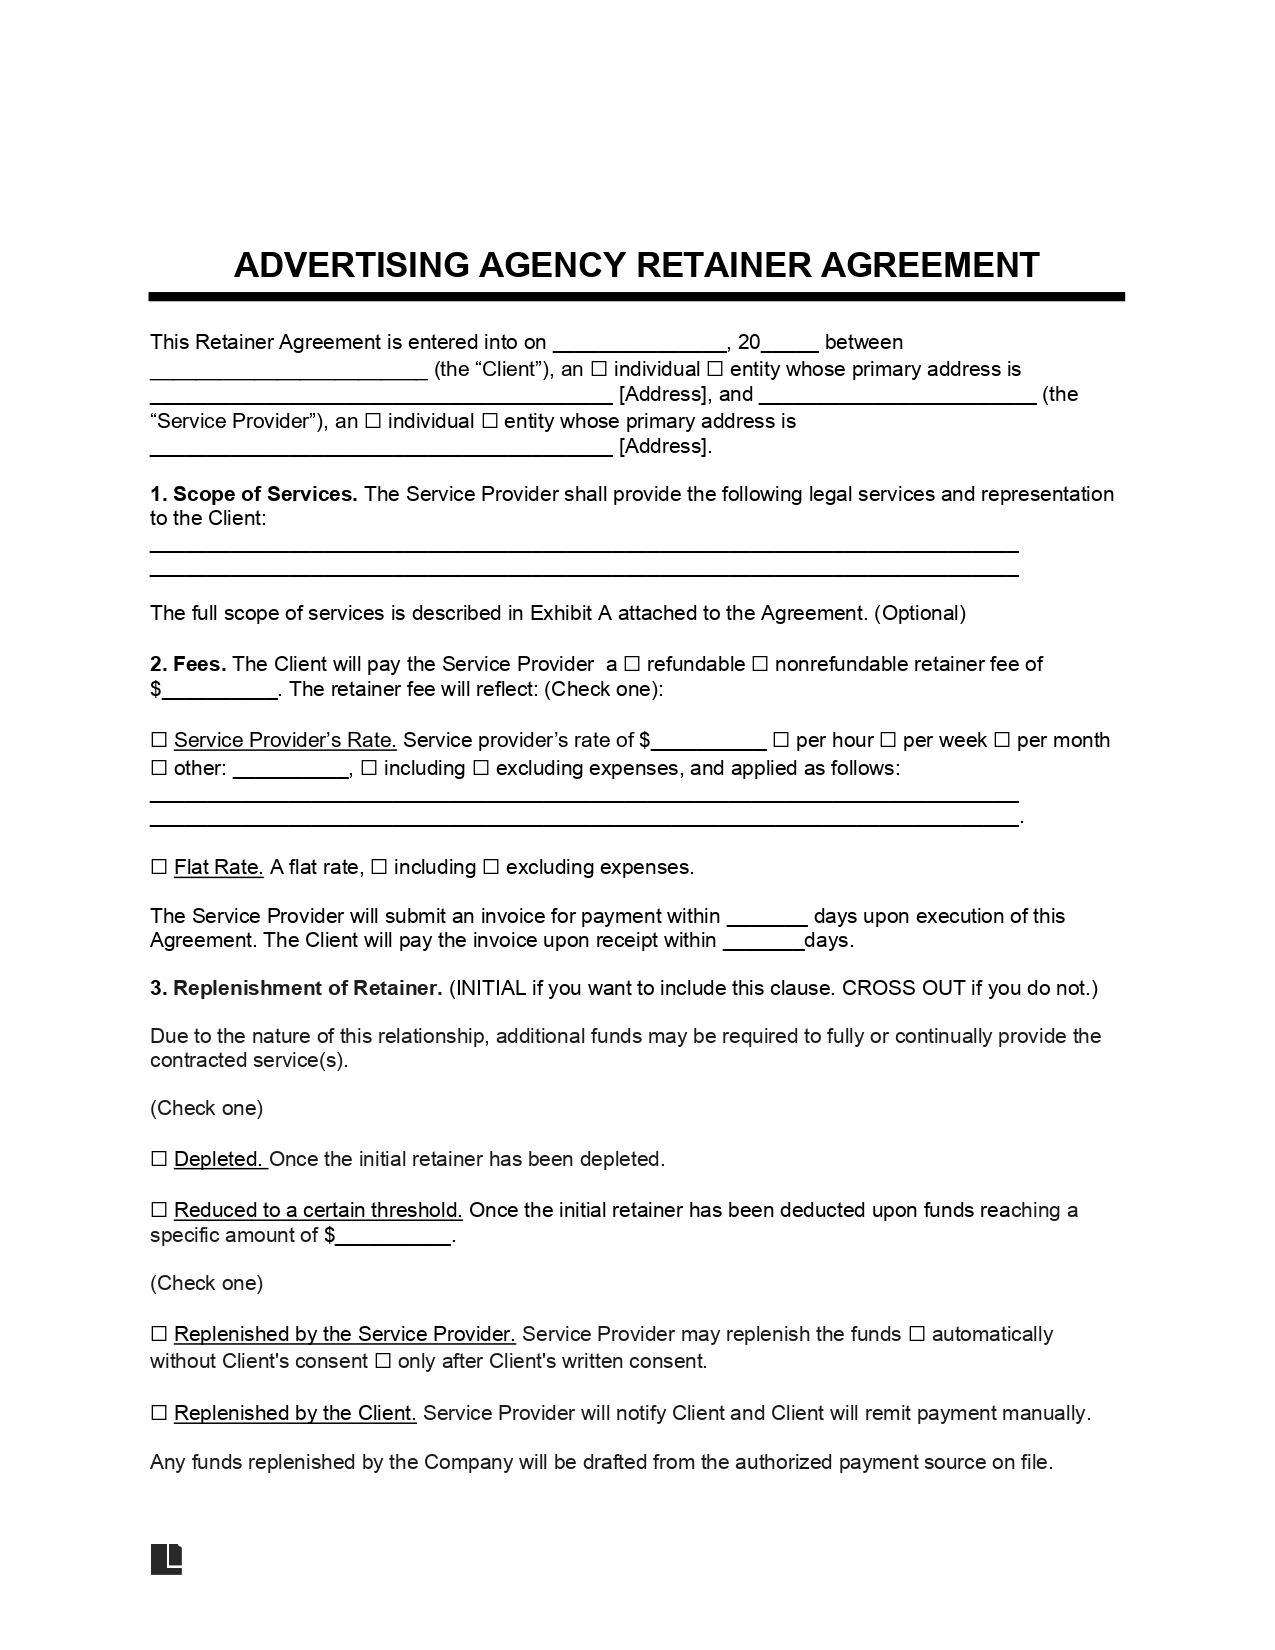 ADVERTISING AGENCY RETAINER AGREEMENT
This Retainer Agreement is entered into on _______________, 20_____ between
________________________ (the “Client”), an ☐ individual ☐ entity whose primary address is
________________________________________ [Address], and ________________________ (the
“Service Provider”), an ☐ individual ☐ entity whose primary address is
________________________________________ [Address].
1. Scope of Services. The Service Provider shall provide the following legal services and representation
to the Client:
___________________________________________________________________________
___________________________________________________________________________
The full scope of services is described in Exhibit A attached to the Agreement. (Optional)
2. Fees. The Client will pay the Service Provider  a ☐ refundable ☐ nonrefundable retainer fee of
$__________. The retainer fee will reflect: (Check one):
☐ Service Provider’s Rate. Service provider’s rate of $__________ ☐ per hour ☐ per week ☐ per month
☐ other: __________, ☐ including ☐ excluding expenses, and applied as follows:
___________________________________________________________________________
___________________________________________________________________________.
☐ Flat Rate. A flat rate, ☐ including ☐ excluding expenses.
The Service Provider will submit an invoice for payment within _______ days upon execution of this
Agreement. The Client will pay the invoice upon receipt within _______days.
3. Replenishment of Retainer. (INITIAL if you want to include this clause. CROSS OUT if you do not.)
Due to the nature of this relationship, additional funds may be required to fully or continually provide the
contracted service(s).
(Check one)
☐ Depleted. Once the initial retainer has been depleted.
☐ Reduced to a certain threshold. Once the initial retainer has been deducted upon funds reaching a
specific amount of $__________.
(Check one)
☐ Replenished by the Service Provider. Service Provider may replenish the funds ☐ automatically
without Client's consent ☐ only after Client's written consent.
☐ Replenished by the Client. Service Provider will notify Client and Client will remit payment manually.
Any funds replenished by the Company will be drafted from the authorized payment source on file.